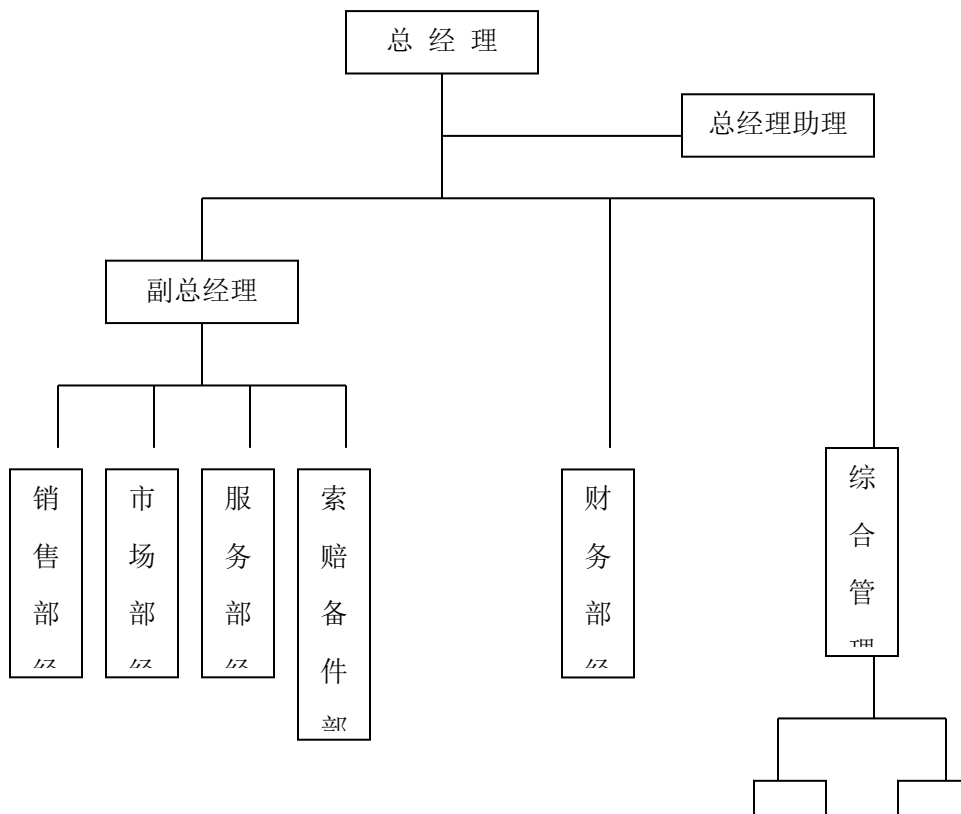 总 经 理
总经理助理
副总经理
销售部
市场部
服务部
索赔备件
财务部
综合管